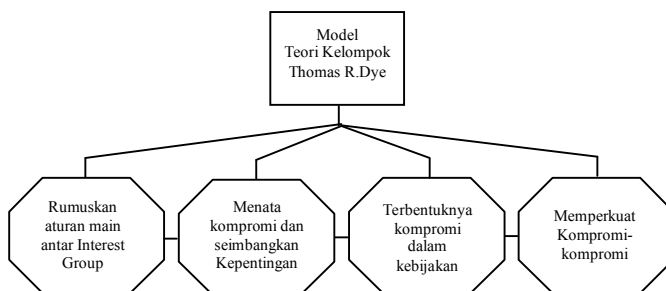 Model
Teori Kelompok
Thomas R.Dye
Rumuskan
aturan main
antar Interest
Group
Menata
kompromi dan
seimbangkan
Kepentingan
Terbentuknya
kompromi
dalam
kebijakan
Memperkuat
Kompromi-
kompromi